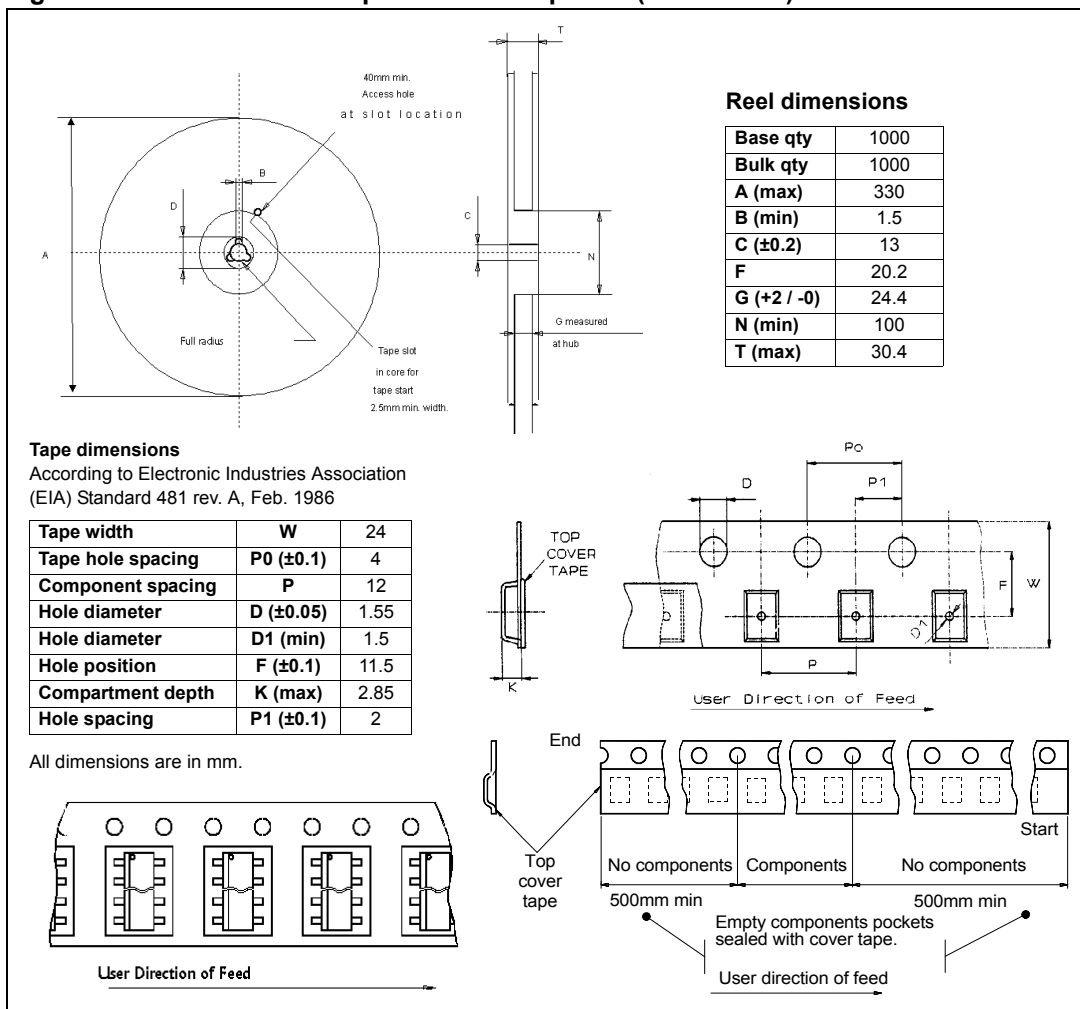 T
40mm min.
Access hole
at slot location
B
D
C
A
N
G measured
at hub
Full radius
Tape slot
in core for
tape start
2.5mm min. width.
Reel dimensions
Base qty 1000
Bulk qty 1000
A (max) 330
B (min) 1.5
C (±0.2) 13
F 20.2
G (+2 / -0) 24.4
N (min) 100
T (max) 30.4
Tape dimensions
According to Electronic Industries Association
(EIA) Standard 481 rev. A, Feb. 1986
Tape width W 24
Tape hole spacing P0 (±0.1) 4
Component spacing P 12
Hole diameter D (±0.05) 1.55
Hole diameter D1 (min) 1.5
Hole position F (±0.1) 11.5
Compartment depth K (max) 2.85
Hole spacing P1 (±0.1) 2
All dimensions are in mm.
Po
D
P1
TOP
COVER
TAPE
F
W
D1
K
P
User Direction of Feed
End
Start
Top
cover
tape
No components
Components
No components
500mm min
500mm min
Empty components pockets
sealed with cover tape.
User direction of feed
User Direction of Feed